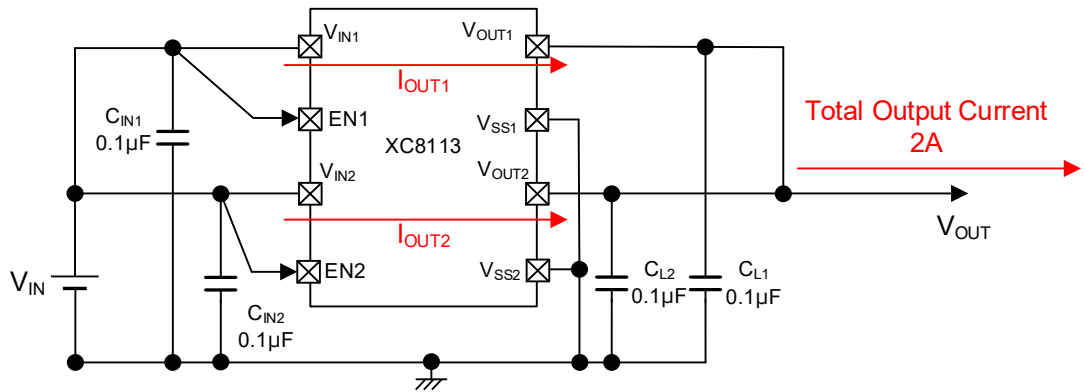 VIN1
VOUT1
IOUT1
Total Output Current
2A
CIN1
0.1µF
EN1
VSS1
XC8113
VIN2
VOUT2
VOUT
IOUT2
VIN
EN2
VSS2
CL2
0.1µF
CL1
0.1µF
CIN2
0.1µF